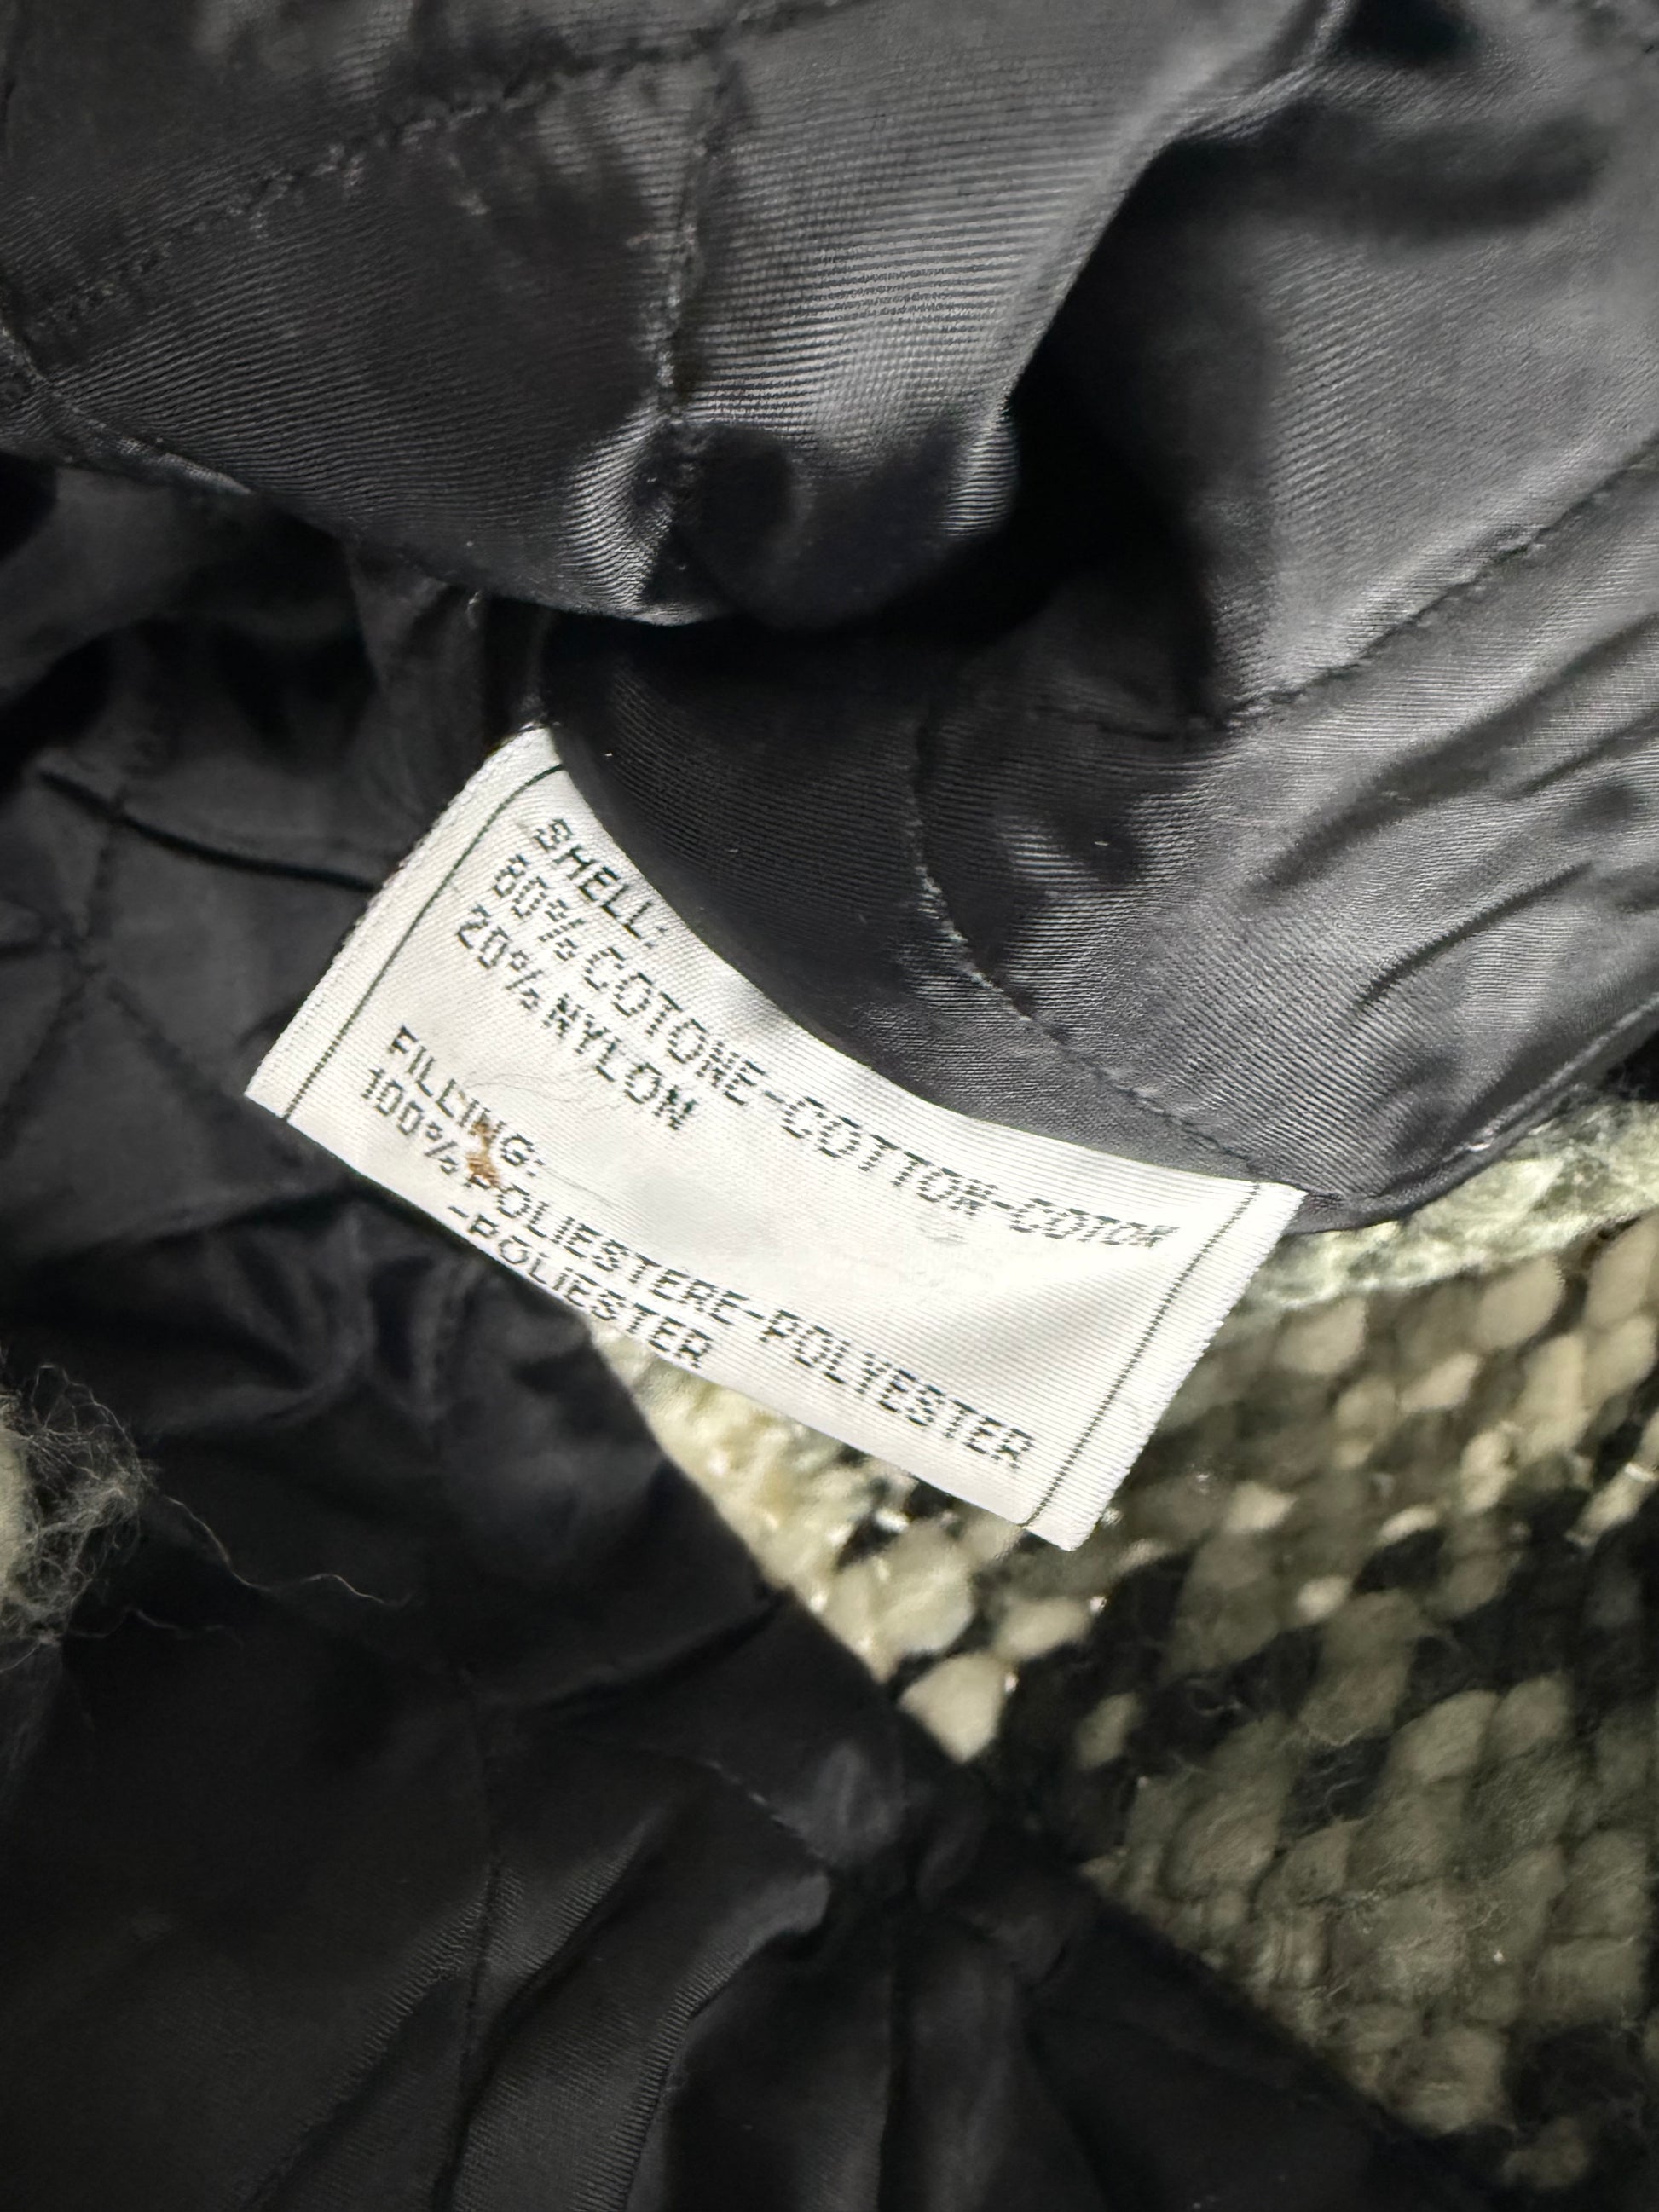 SHELL:
80%COTONE-COTTON-COTON
20%NYLON
FILLING:
100%POLIESTERE-POLYESTER
-POLIESTER